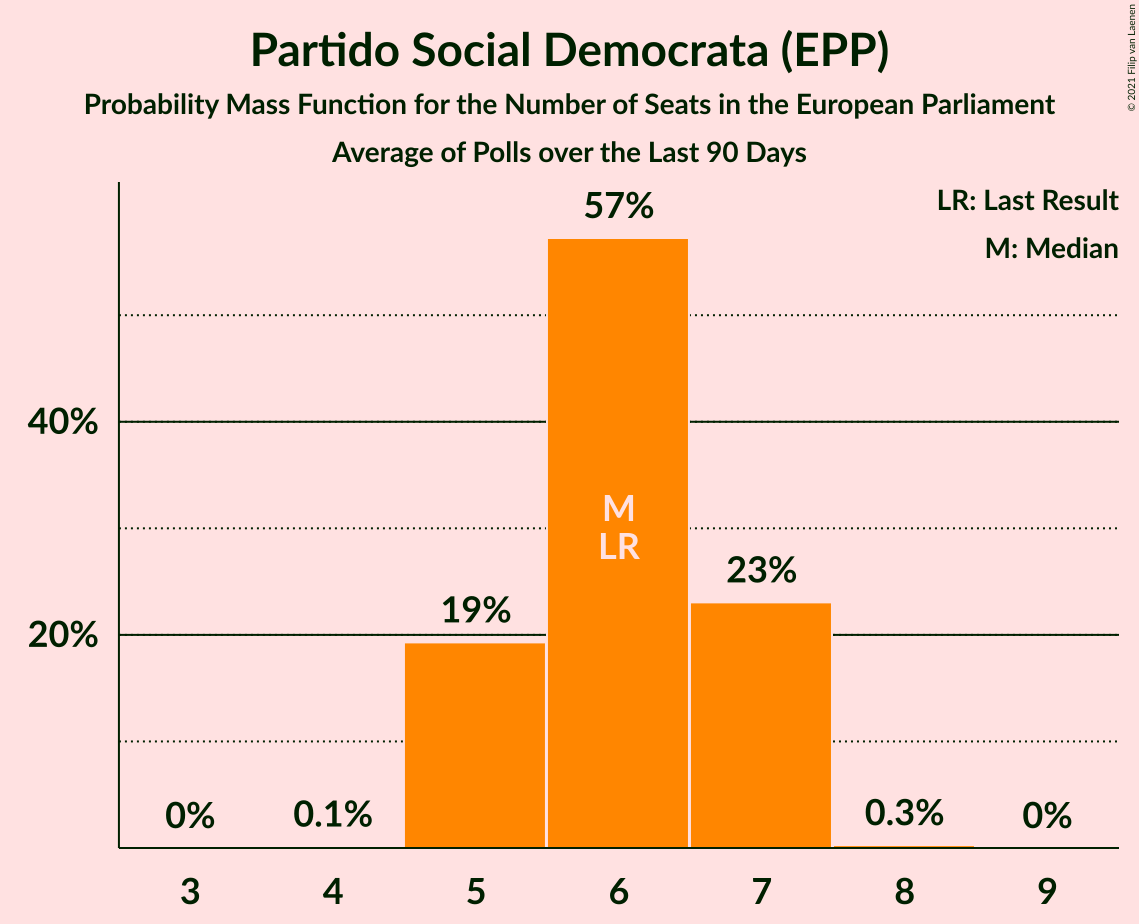 Partido Social Democrata (EPP)
Probability Mass Function for the Number of Seats in the European Parliament
Average of Polls over the Last 90 Days
© 2021 Filip van Laenen
LR: Last Result
M: Median
57%
40%
M
LR
23%
19%
20%
0%
0.1%
0.3%
0%
3
4
5
6
7
8
9